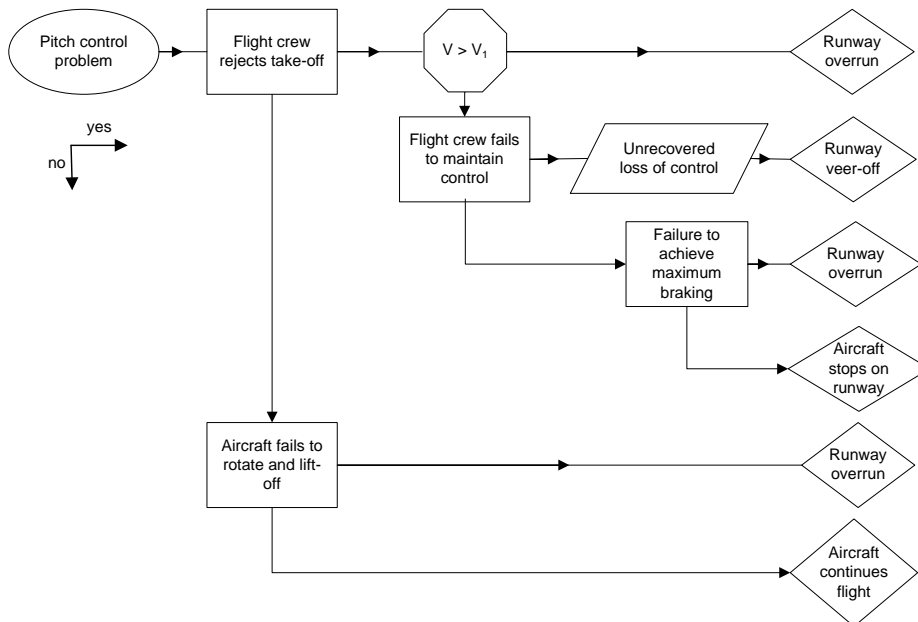 Pitch control
problem
Flight crew
rejects take-off
V > V₁
Runway
overrun
yes
no
Flight crew fails
to maintain
control
Unrecovered
loss of control
Runway
veer-off
Failure to
achieve
maximum
braking
Runway
overrun
Aircraft
stops on
runway
Aircraft fails to
rotate and lift-
off
Runway
overrun
Aircraft
continues
flight